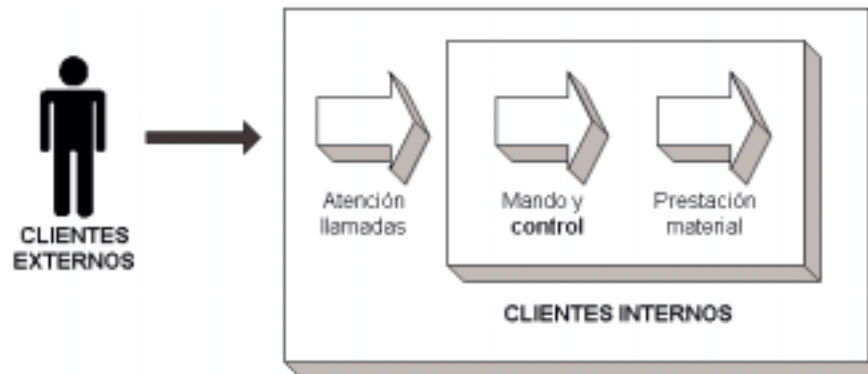 CLIENTES
EXTERNOS
Atención
llamadas
Mando y
control
Prestación
material
CLIENTES INTERNOS